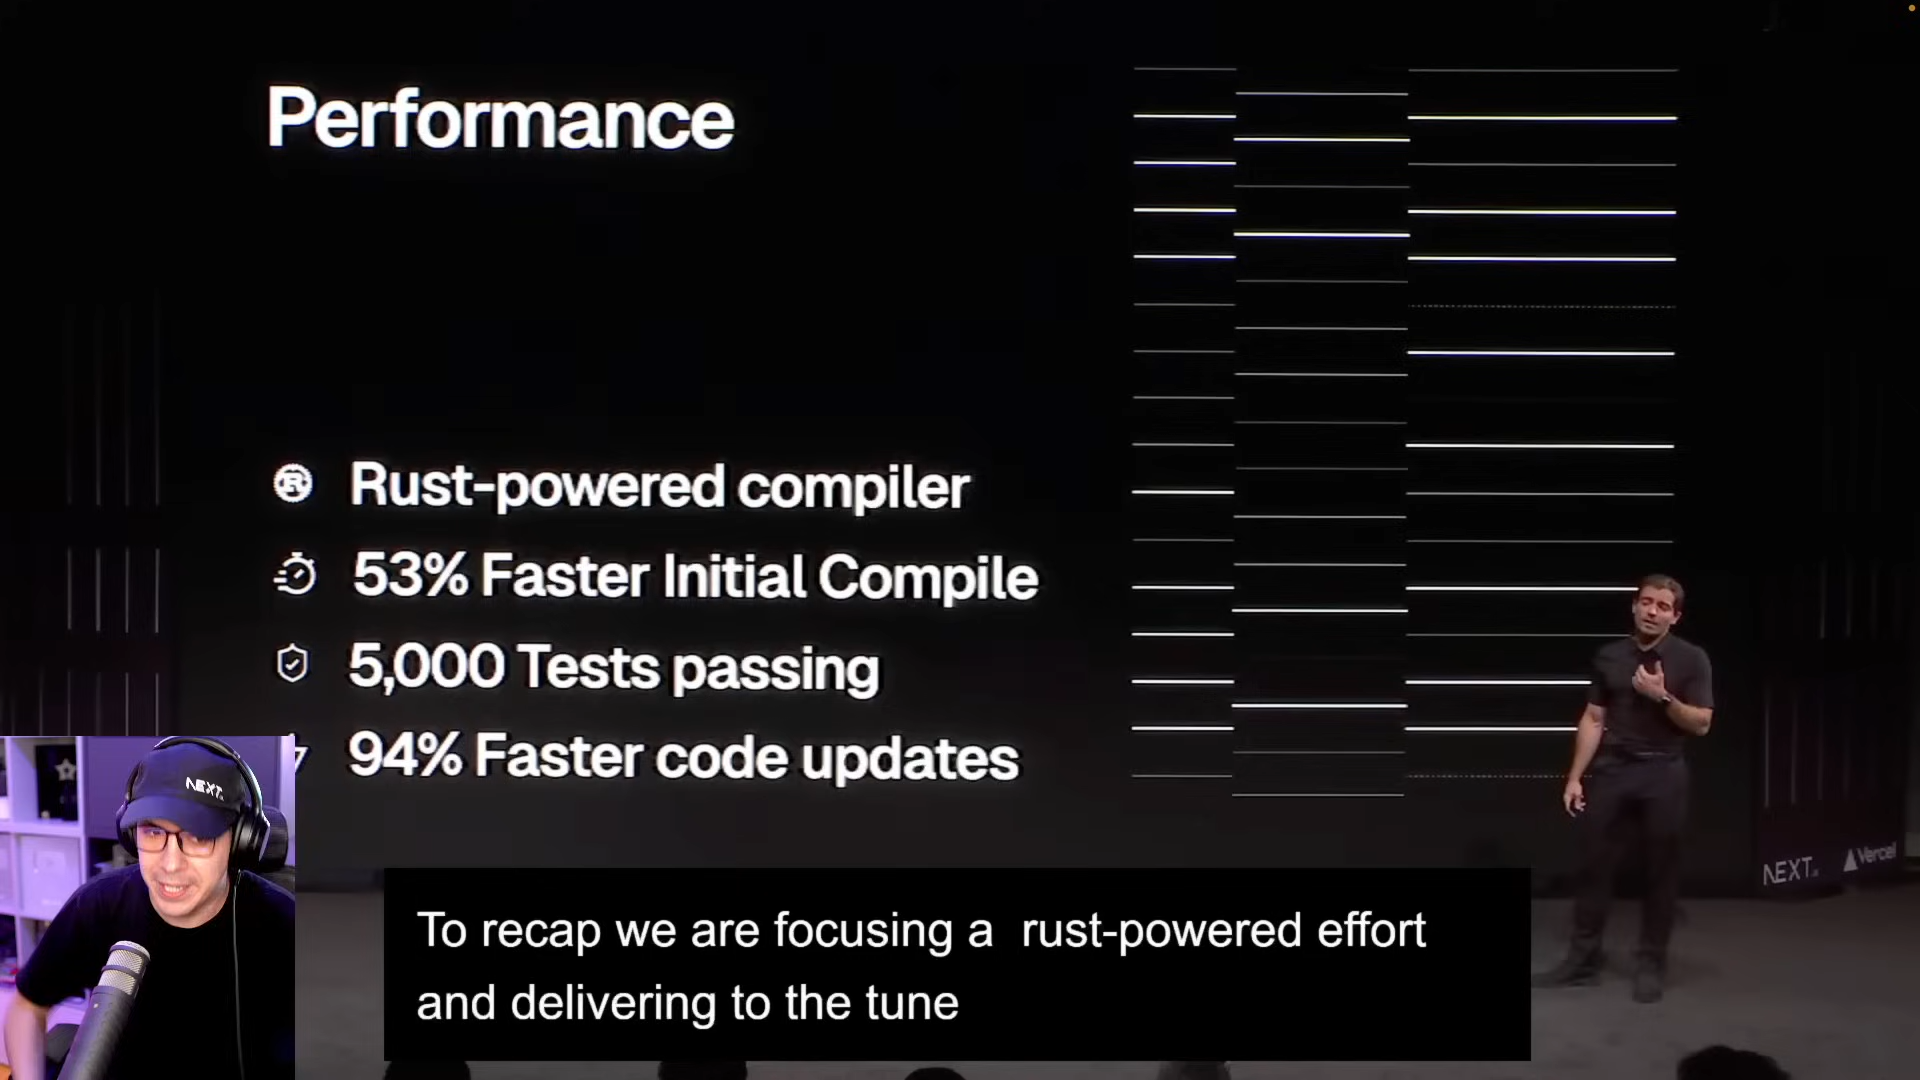 Performance
Rust-powered compiler
53% Faster Initial Compile
5,000 Tests passing
94% Faster code updates
NEXT
NEXT.JS
Vercel
To recap we are focusing a  rust-powered effort
and delivering to the tune